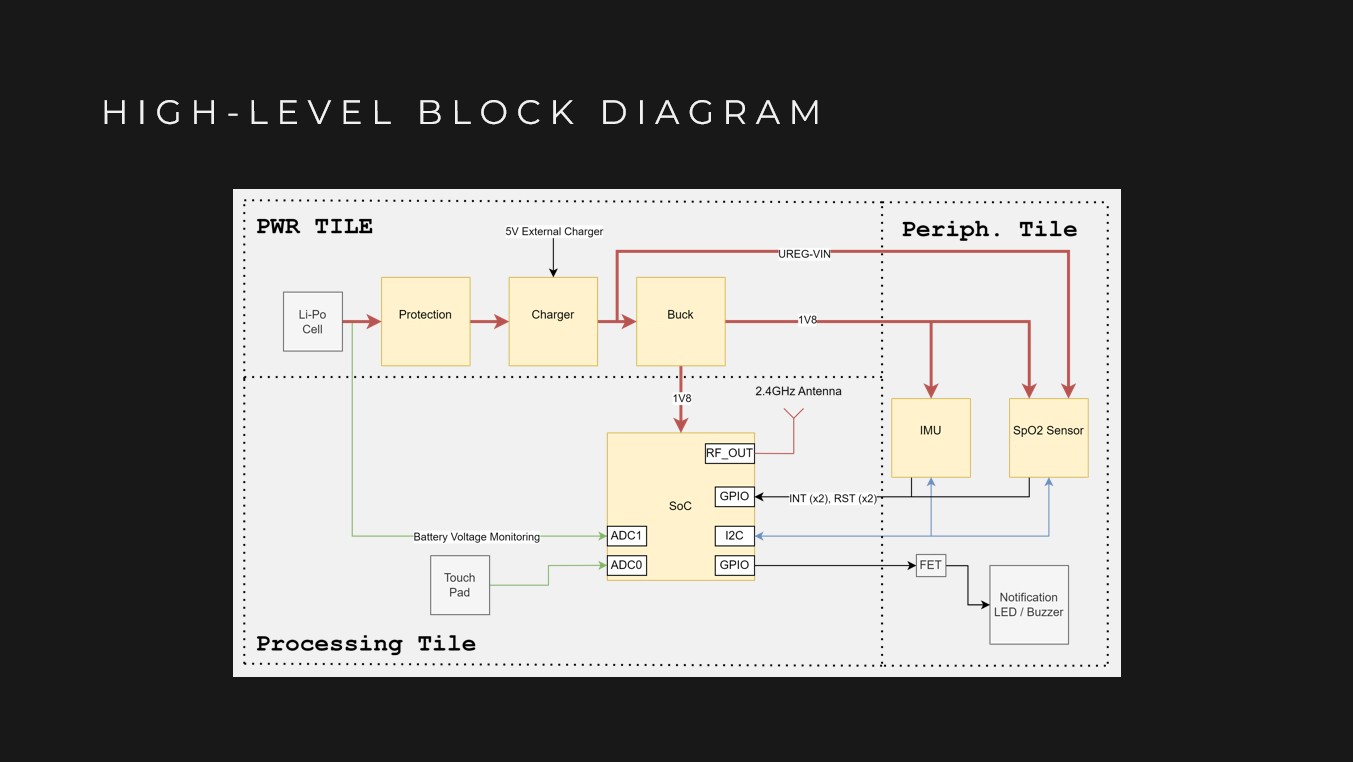 HIGH-LEVEL BLOCK DIAGRAM
PWR TILE
5V External Charger
Periph. Tile
UREG-VIN
Li-Po
Cell
Protection
Charger
Buck
1V8
1V8
2.4GHz Antenna
IMU
SpO2 Sensor
RF_OUT
GPIO
INT (x2), RST (x2)
SoC
Battery Voltage Monitoring
ADC1
I2C
ADC0
GPIO
FET
Touch
Pad
Notification
LED / Buzzer
Processing Tile